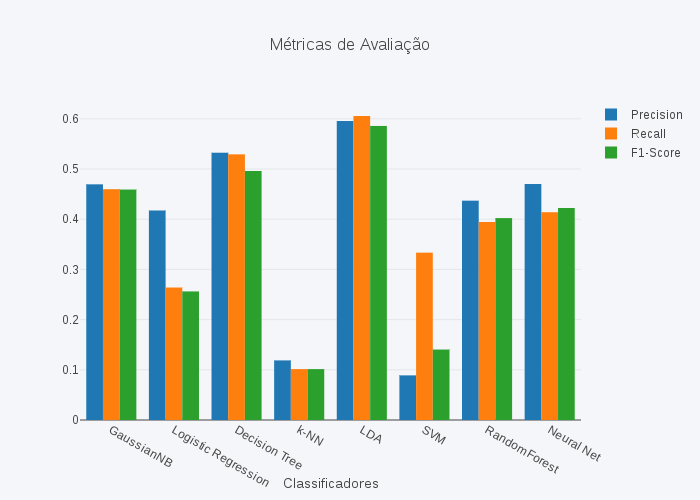 Métricas de Avaliação
Precision
Recall
F1-Score
0.6
0.5
0.4
0.3
0.2
0.1
0
GaussianNB
Logistic Regression
Decision Tree
k-NN
LDA
SVM
RandomForest
Neural Net
Classificadores